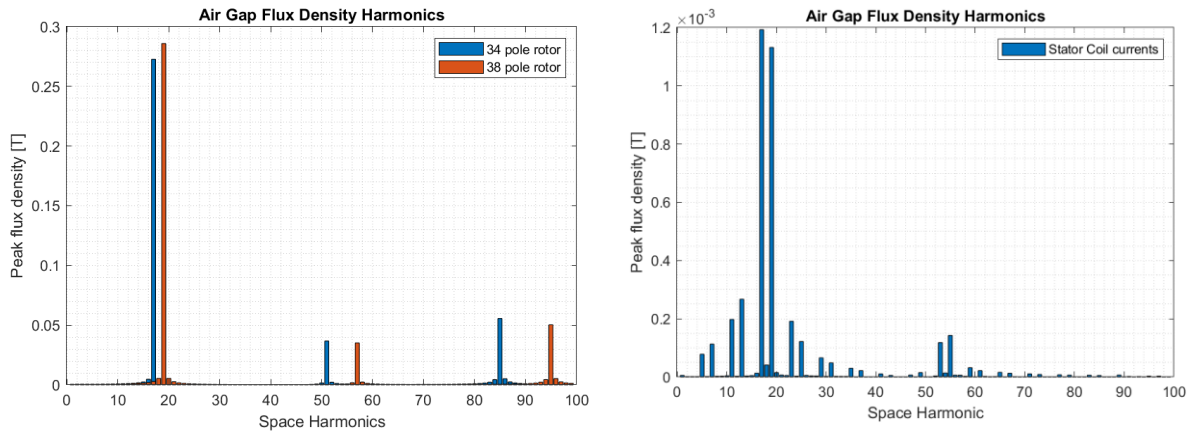 Air Gap Flux Density Harmonics
34 pole rotor
38 pole rotor
Peak flux density [T]
0.3
0.25
0.2
0.15
0.1
0.05
0
0 10 20 30 40 50 60 70 80 90 100
Space Harmonics
Air Gap Flux Density Harmonics
×10-3
Stator Coil currents
Peak flux density [T]
1.2
1
0.8
0.6
0.4
0.2
0
0 10 20 30 40 50 60 70 80 90 100
Space Harmonic